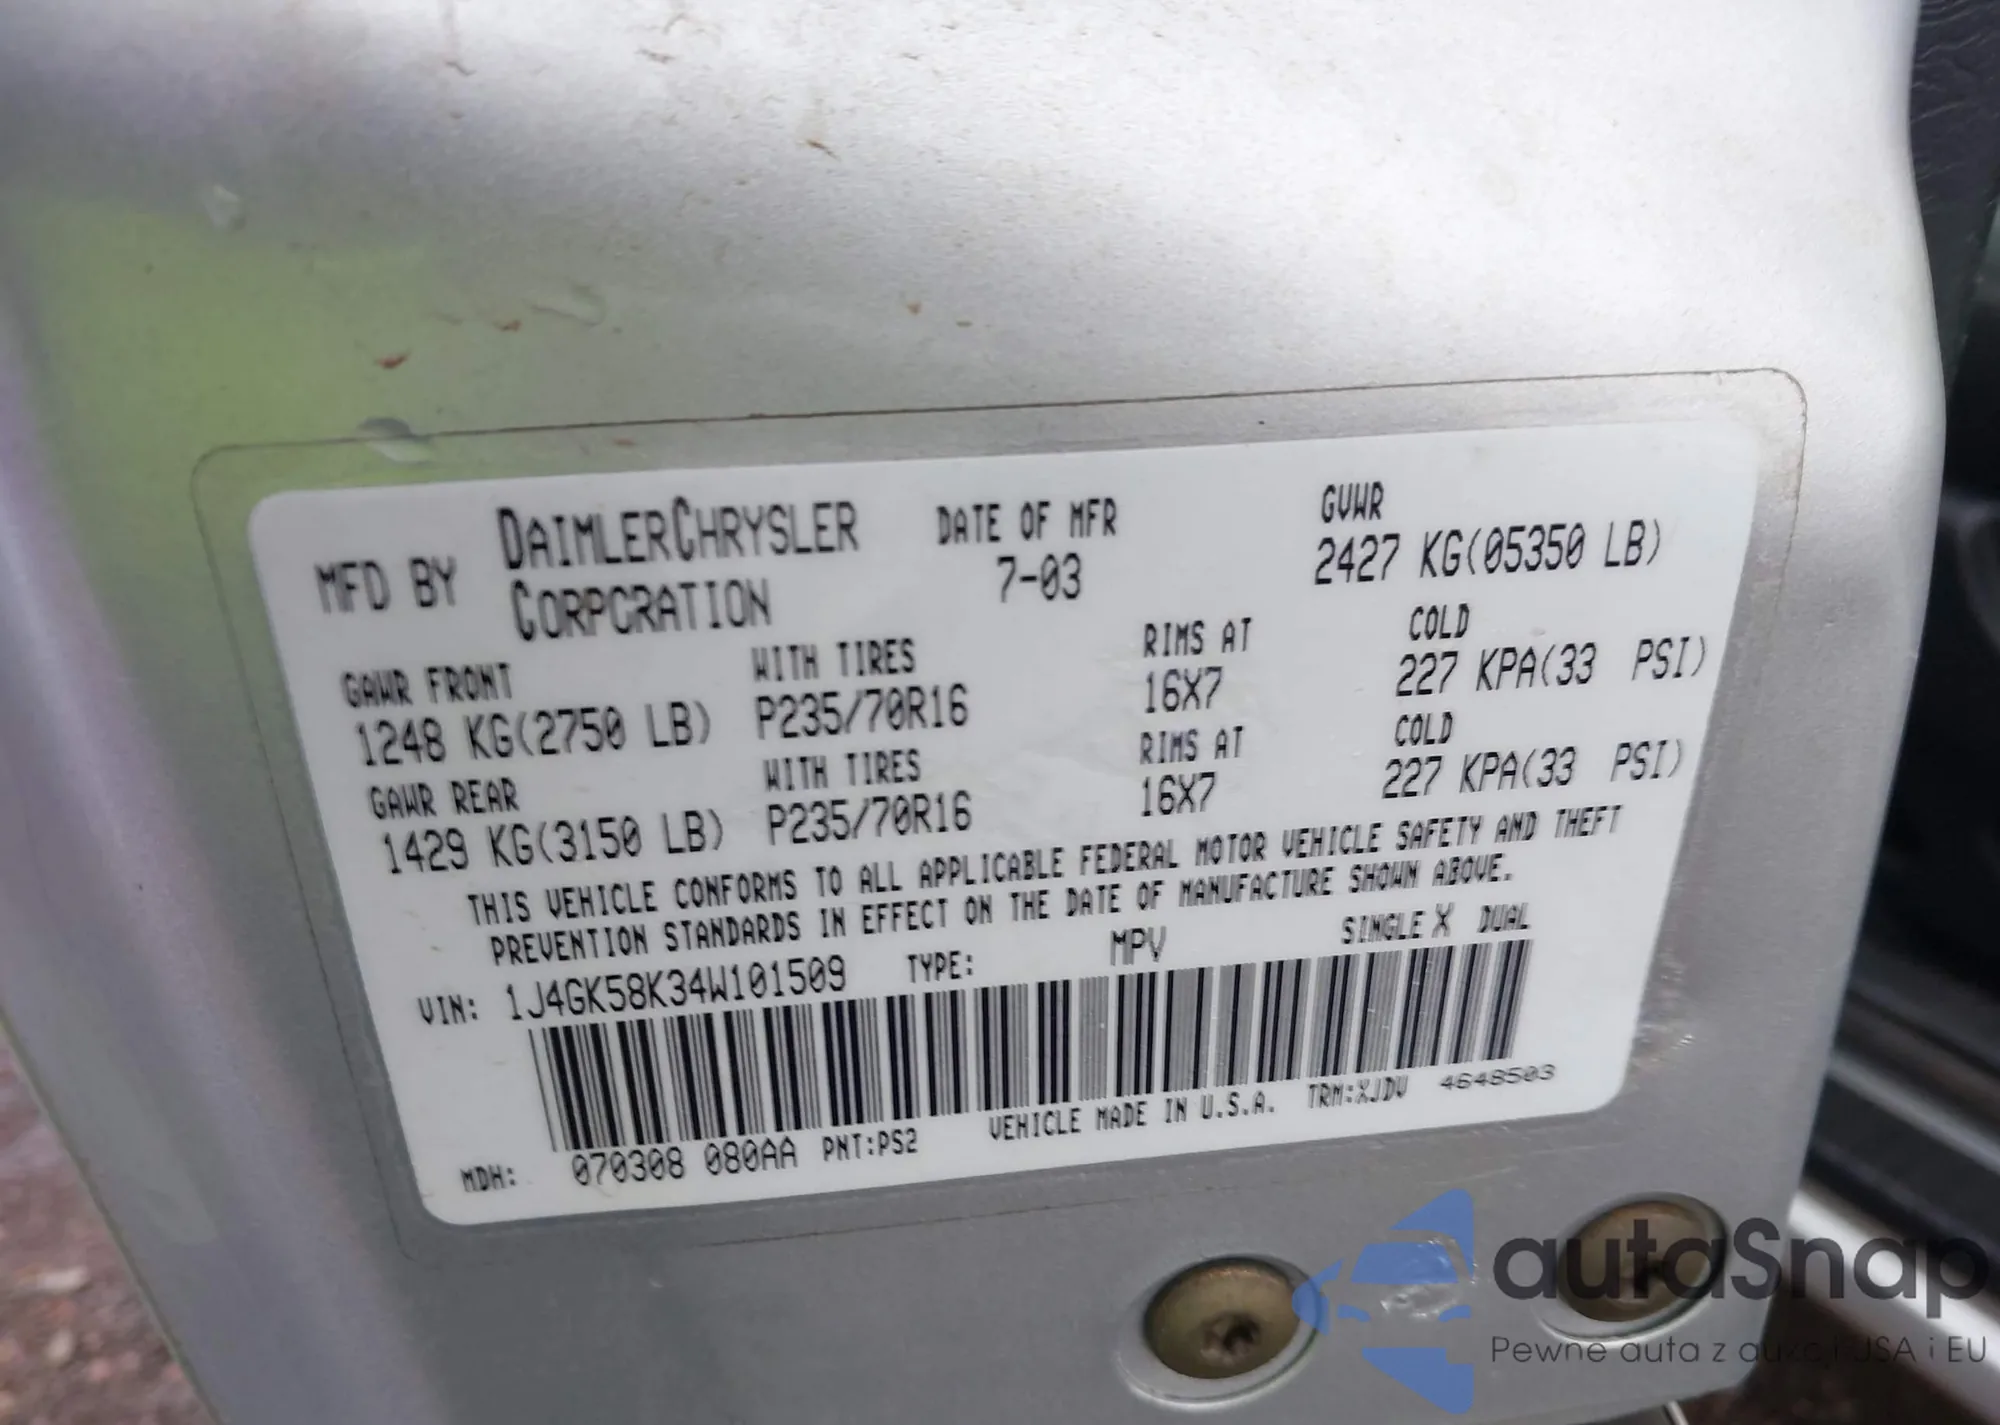 MFD BY DAIMLERCHRYSLER CORPORATION DATE OF MFR 7-03 GVWR 2427 KG(05350 LB)
GAWR FRONT WITH TIRES RIMS AT COLD
1248 KG(2750 LB) P235/70R16 16X7 227 KPA(33 PSI)
GAWR REAR WITH TIRES RIMS AT COLD
1429 KG(3150 LB) P235/70R16 16X7 227 KPA(33 PSI)
THIS VEHICLE CONFORMS TO ALL APPLICABLE FEDERAL MOTOR VEHICLE SAFETY AND THEFT
PREVENTION STANDARDS IN EFFECT ON THE DATE OF MANUFACTURE SHOWN ABOVE.
VIN: 1J4GK58K34W101509 TYPE: MPV SINGLE X DUAL
MDH: 070308 080AA PNT:PS2 VEHICLE MADE IN U.S.A. TRM:XJDV 4648503
autaSnap
Pewne auta z aukcji USA i EU